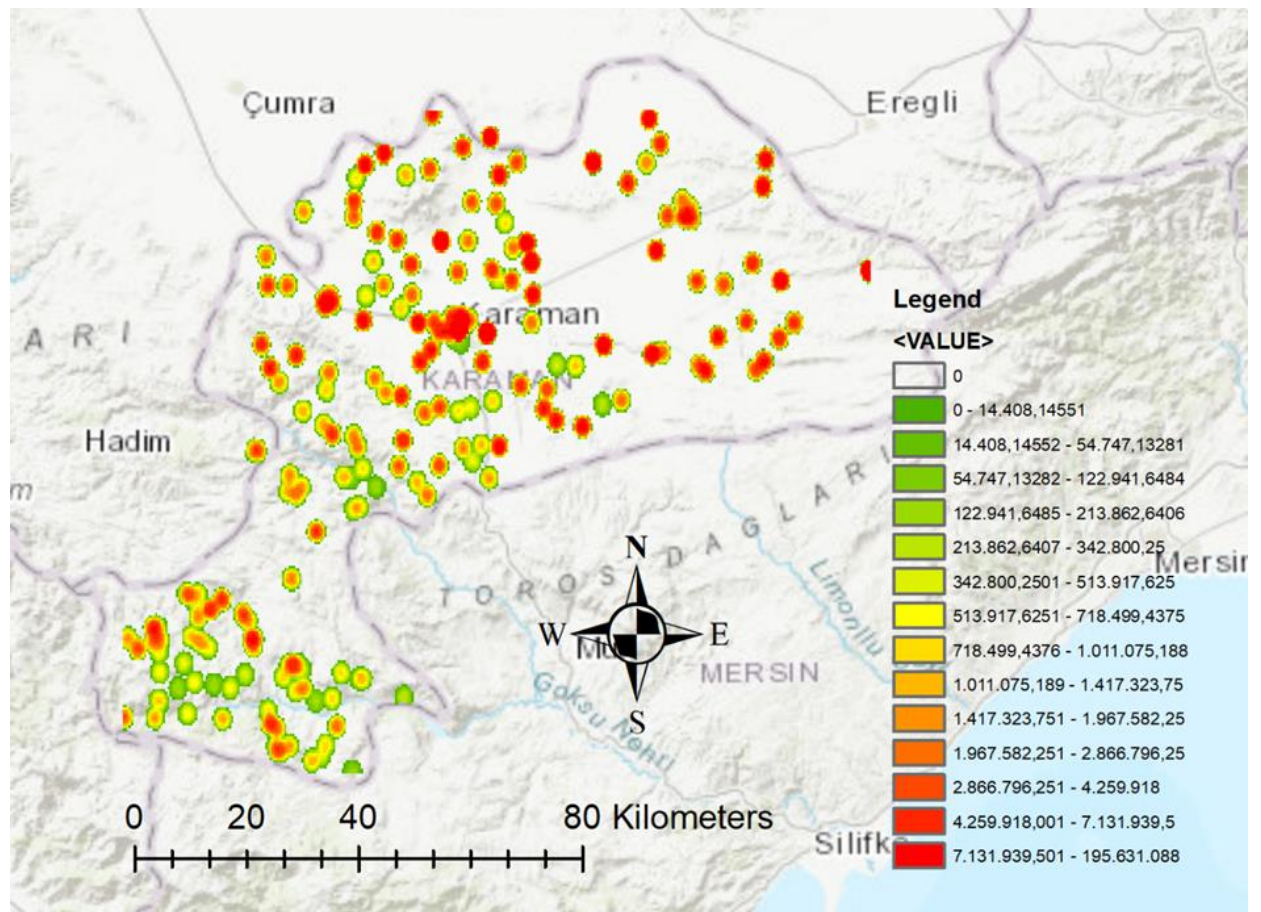 Çumra
Eregli
Karaman
KARAMAN
A R I
Hadim
m
T O R O S D A G L A R I
Limonllu
Mersin
MERSIN
Goksu Nehri
Silifk
N
W
E
S
0 20 40 80 Kilometers
Legend
<VALUE>
0
0 - 14.408,14551
14.408,14552 - 54.747,13281
54.747,13282 - 122.941,6484
122.941,6485 - 213.862,6406
213.862,6407 - 342.800,25
342.800,2501 - 513.917,625
513.917,6251 - 718.499,4375
718.499,4376 - 1.011.075,188
1.011.075,189 - 1.417.323,75
1.417.323,751 - 1.967.582,25
1.967.582,251 - 2.866.796,25
2.866.796,251 - 4.259.918
4.259.918,001 - 7.131.939,5
7.131.939,501 - 195.631.088